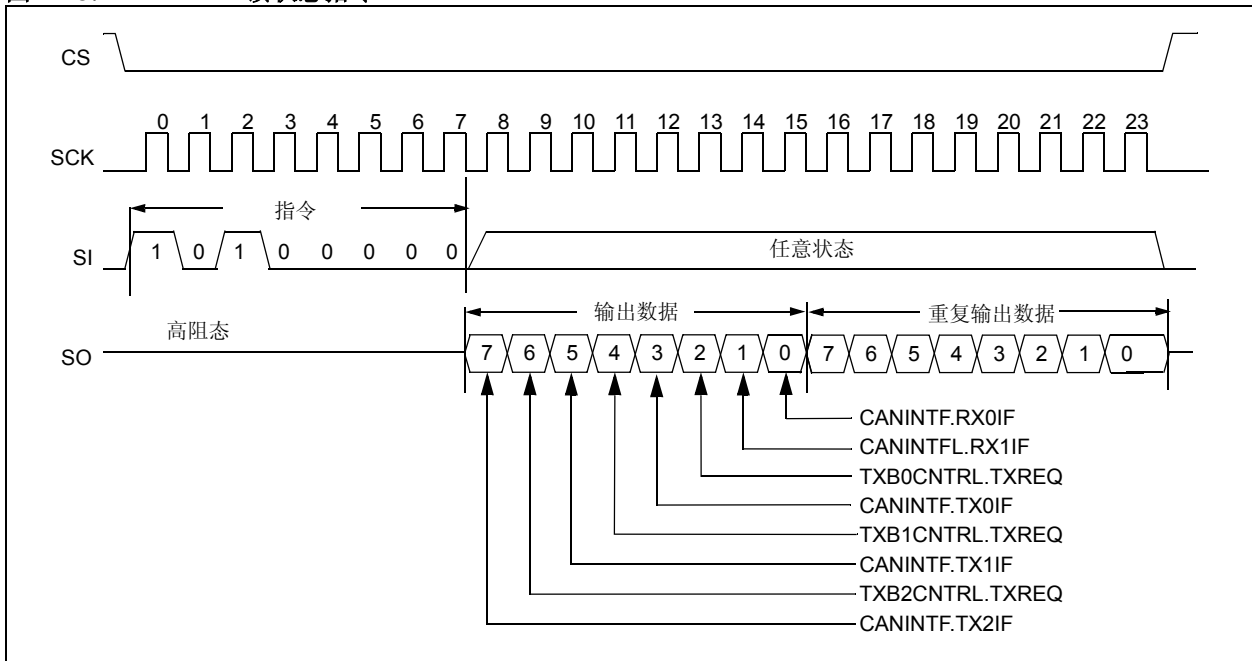 CS
0 1 2 3 4 5 6 7 8 9 10 11 12 13 14 15 16 17 18 19 20 21 22 23
SCK
指令
SI 1 0 1 0 0 0 0 0 任意状态
输出数据 重复输出数据
高阻态
SO 7 6 5 4 3 2 1 0 7 6 5 4 3 2 1 0
CANINTF.RX0IF
CANINTFL.RX1IF
TXB0CNTRL.TXREQ
CANINTF.TX0IF
TXB1CNTRL.TXREQ
CANINTF.TX1IF
TXB2CNTRL.TXREQ
CANINTF.TX2IF